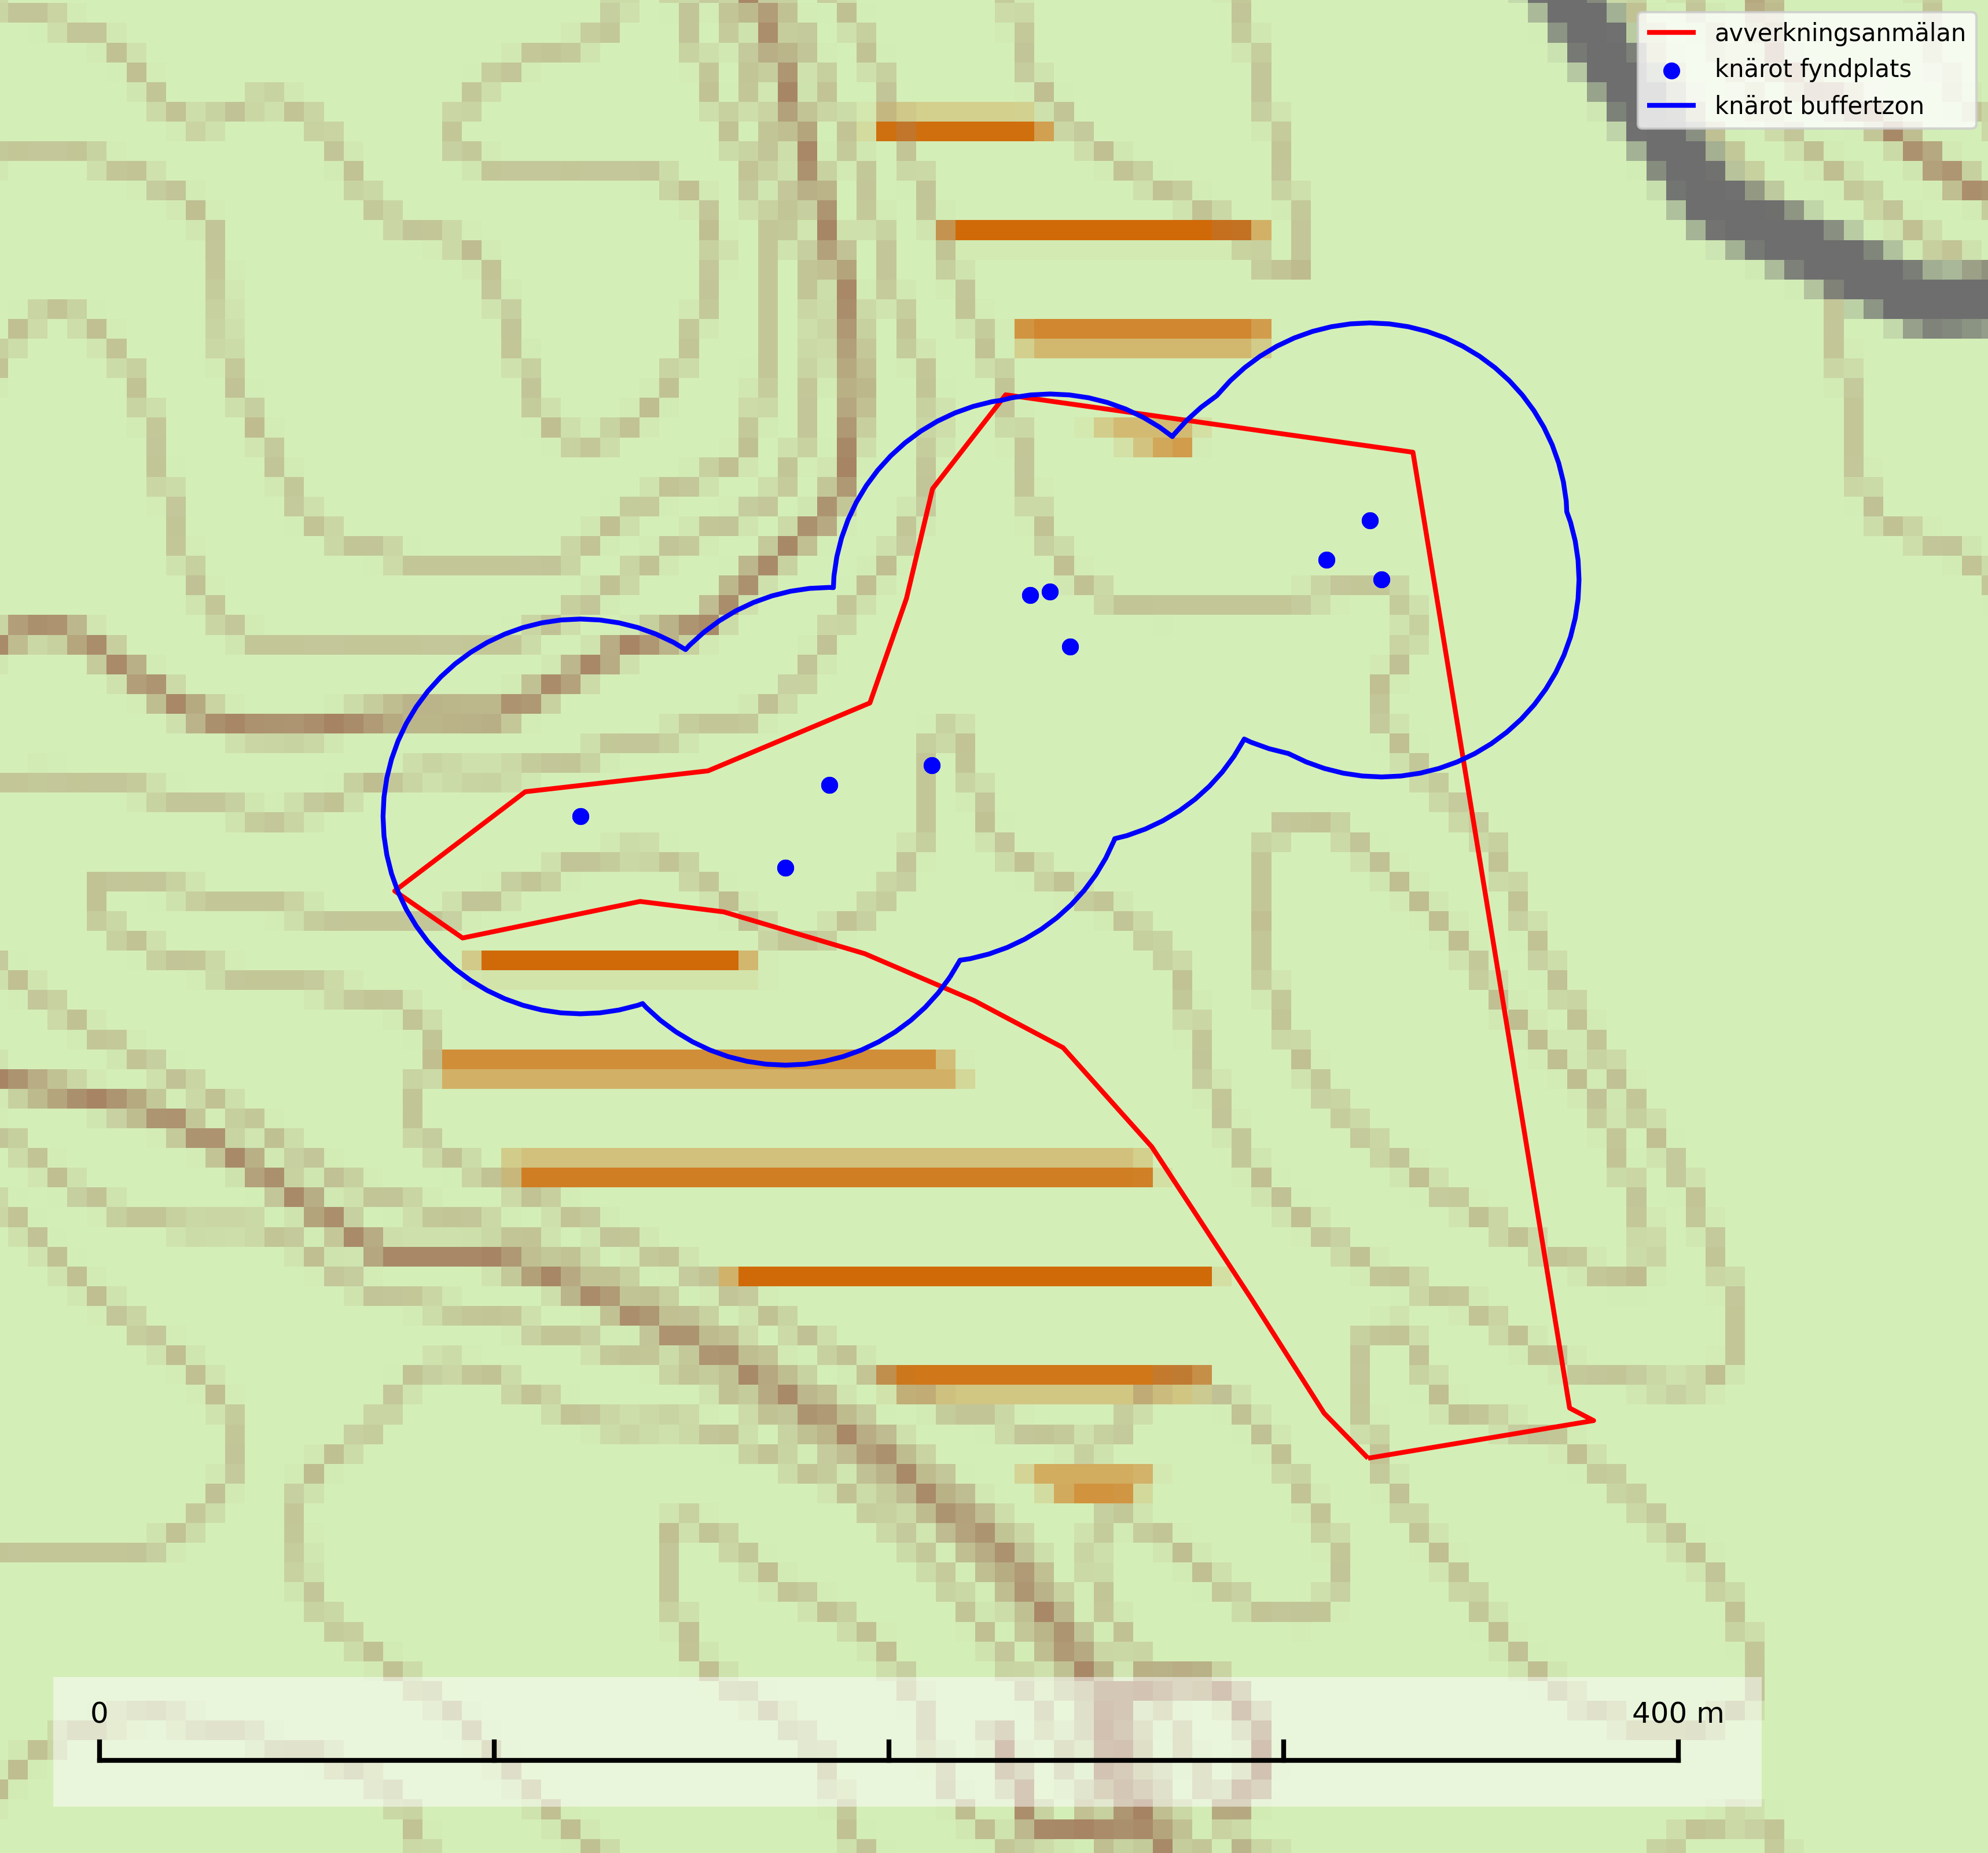 avverkningsanmälan
knärot fyndplats
knärot buffertzon
0
400 m